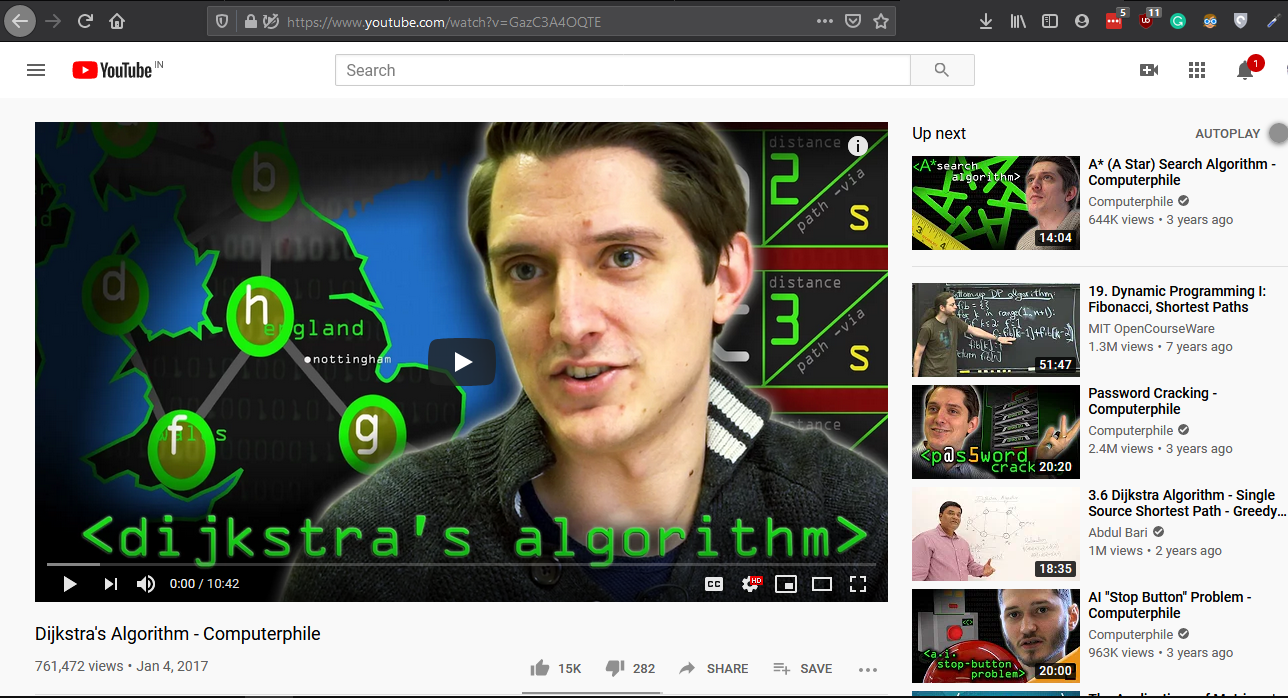 https://www.youtube.com/watch?v=GazC3A4OQTE
5
11
YouTube IN
Search
1
b
d
h
england
nottingham
f
wales
g
distance
2
path -via
s
distance
3
path -via
s
<dijkstra's algorithm>
0:00 / 10:42
CC
HD
Dijkstra's Algorithm - Computerphile
761,472 views • Jan 4, 2017
15K
282
SHARE
SAVE
Up next
AUTOPLAY
<A*search
algorithm>
14:04
A* (A Star) Search Algorithm -
Computerphile
Computerphile
644K views • 3 years ago
51:47
19. Dynamic Programming I:
Fibonacci, Shortest Paths
MIT OpenCourseWare
1.3M views • 7 years ago
<p@s5word
crack
20:20
Password Cracking -
Computerphile
Computerphile
2.4M views • 3 years ago
18:35
3.6 Dijkstra Algorithm - Single
Source Shortest Path - Greedy...
Abdul Bari
1M views • 2 years ago
<a.i.
stop-button
problem>
20:00
AI "Stop Button" Problem -
Computerphile
Computerphile
963K views • 3 years ago